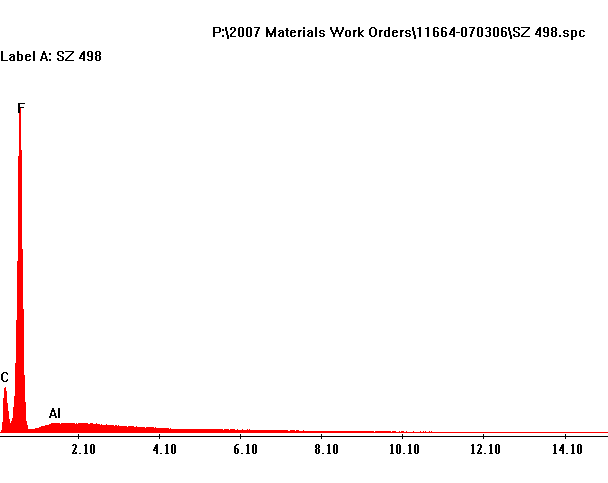 P:\2007 Materials Work Orders\11664-070306\SZ 498.spc
Label A: SZ 498
F
C
Al
2.10 4.10 6.10 8.10 10.10 12.10 14.10